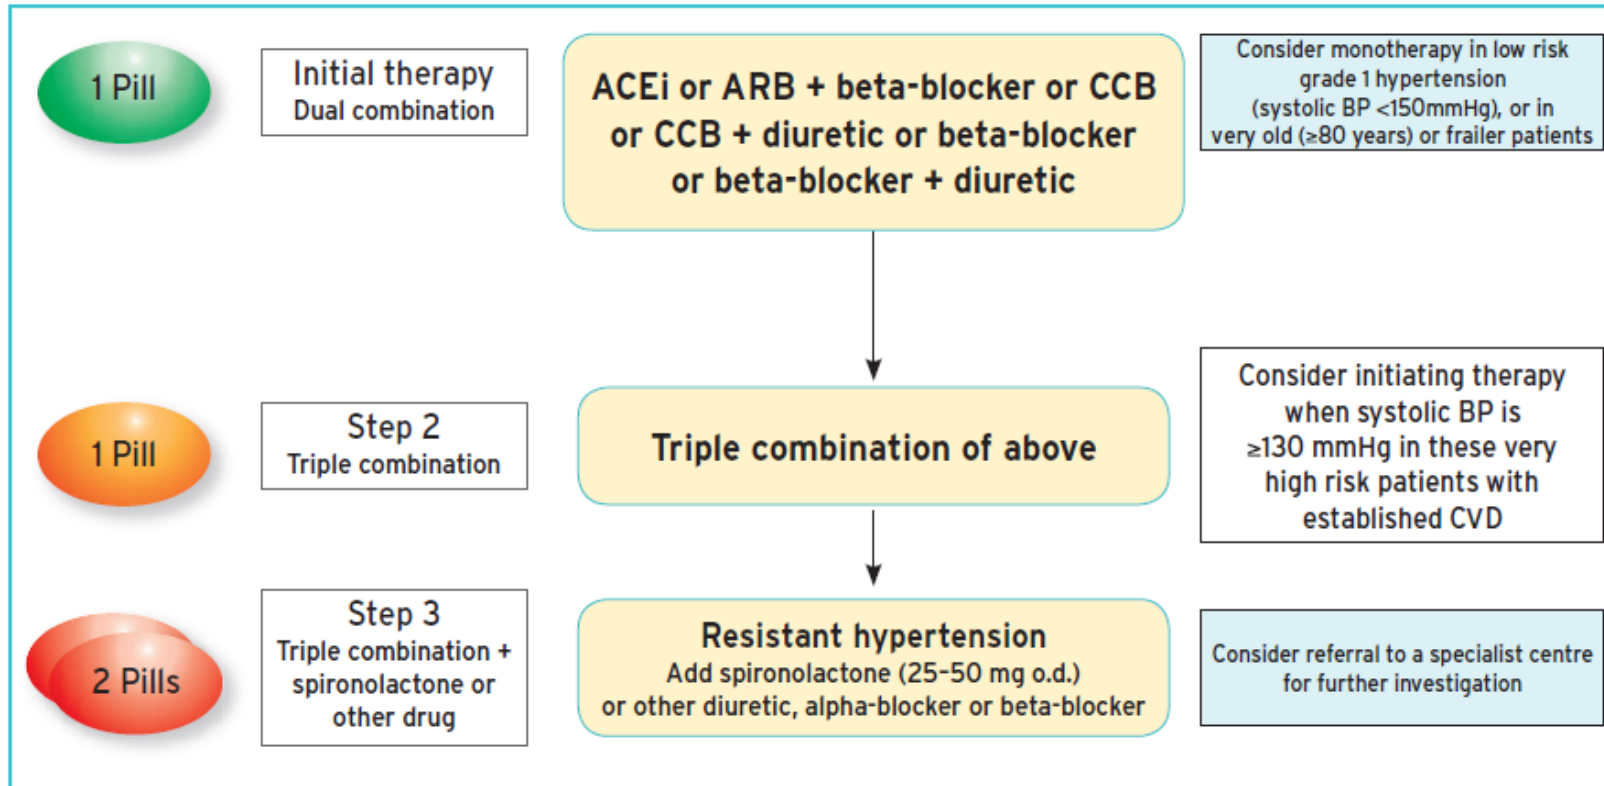 1 Pill
Initial therapy
Dual combination
ACEi or ARB + beta-blocker or CCB
or CCB + diuretic or beta-blocker
or beta-blocker + diuretic
Consider monotherapy in low risk
grade 1 hypertension
(systolic BP <150mmHg), or in
very old (≥80 years) or frailer patients
1 Pill
Step 2
Triple combination
Triple combination of above
Consider initiating therapy
when systolic BP is
≥130 mmHg in these very
high risk patients with
established CVD
2 Pills
Step 3
Triple combination +
spironolactone or
other drug
Resistant hypertension
Add spironolactone (25-50 mg o.d.)
or other diuretic, alpha-blocker or beta-blocker
Consider referral to a specialist centre
for further investigation